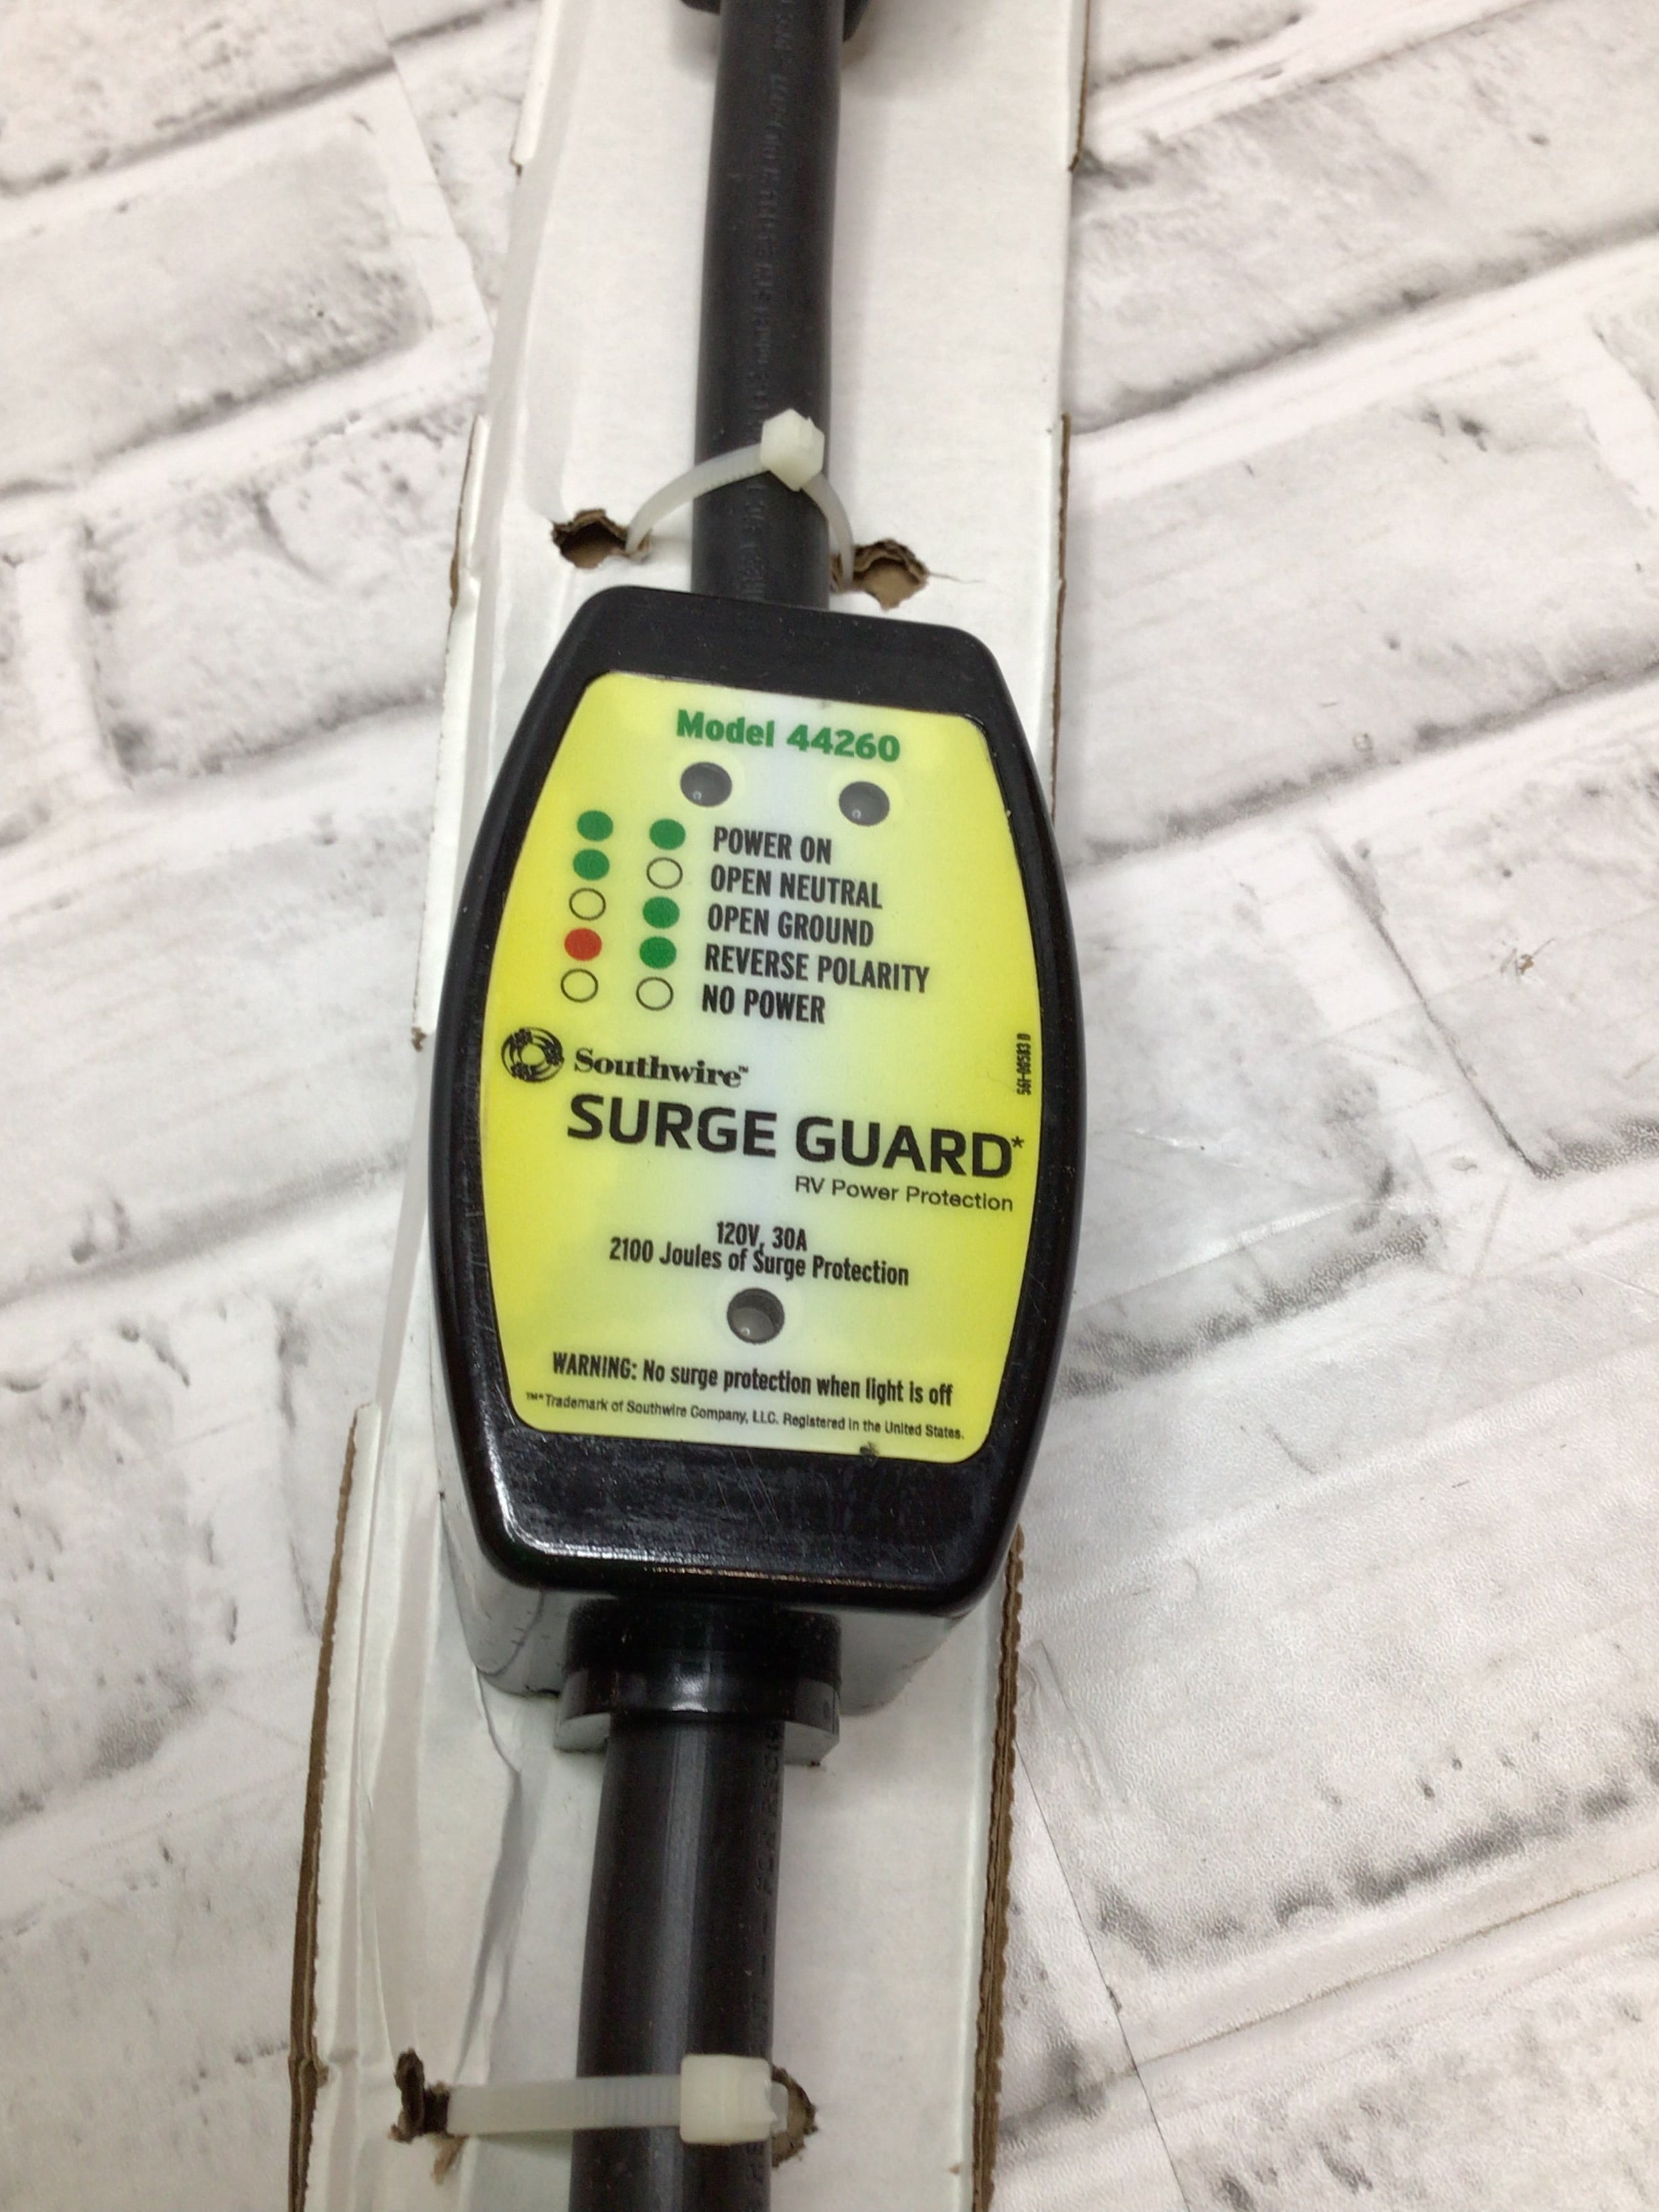 Model 44260
POWER ON
OPEN NEUTRAL
OPEN GROUND
REVERSE POLARITY
NO POWER
Southwire™
561-00583 D
SURGE GUARD*
RV Power Protection
120V, 30A
2100 Joules of Surge Protection
WARNING: No surge protection when light is off
™*Trademark of Southwire Company, LLC. Registered in the United States.